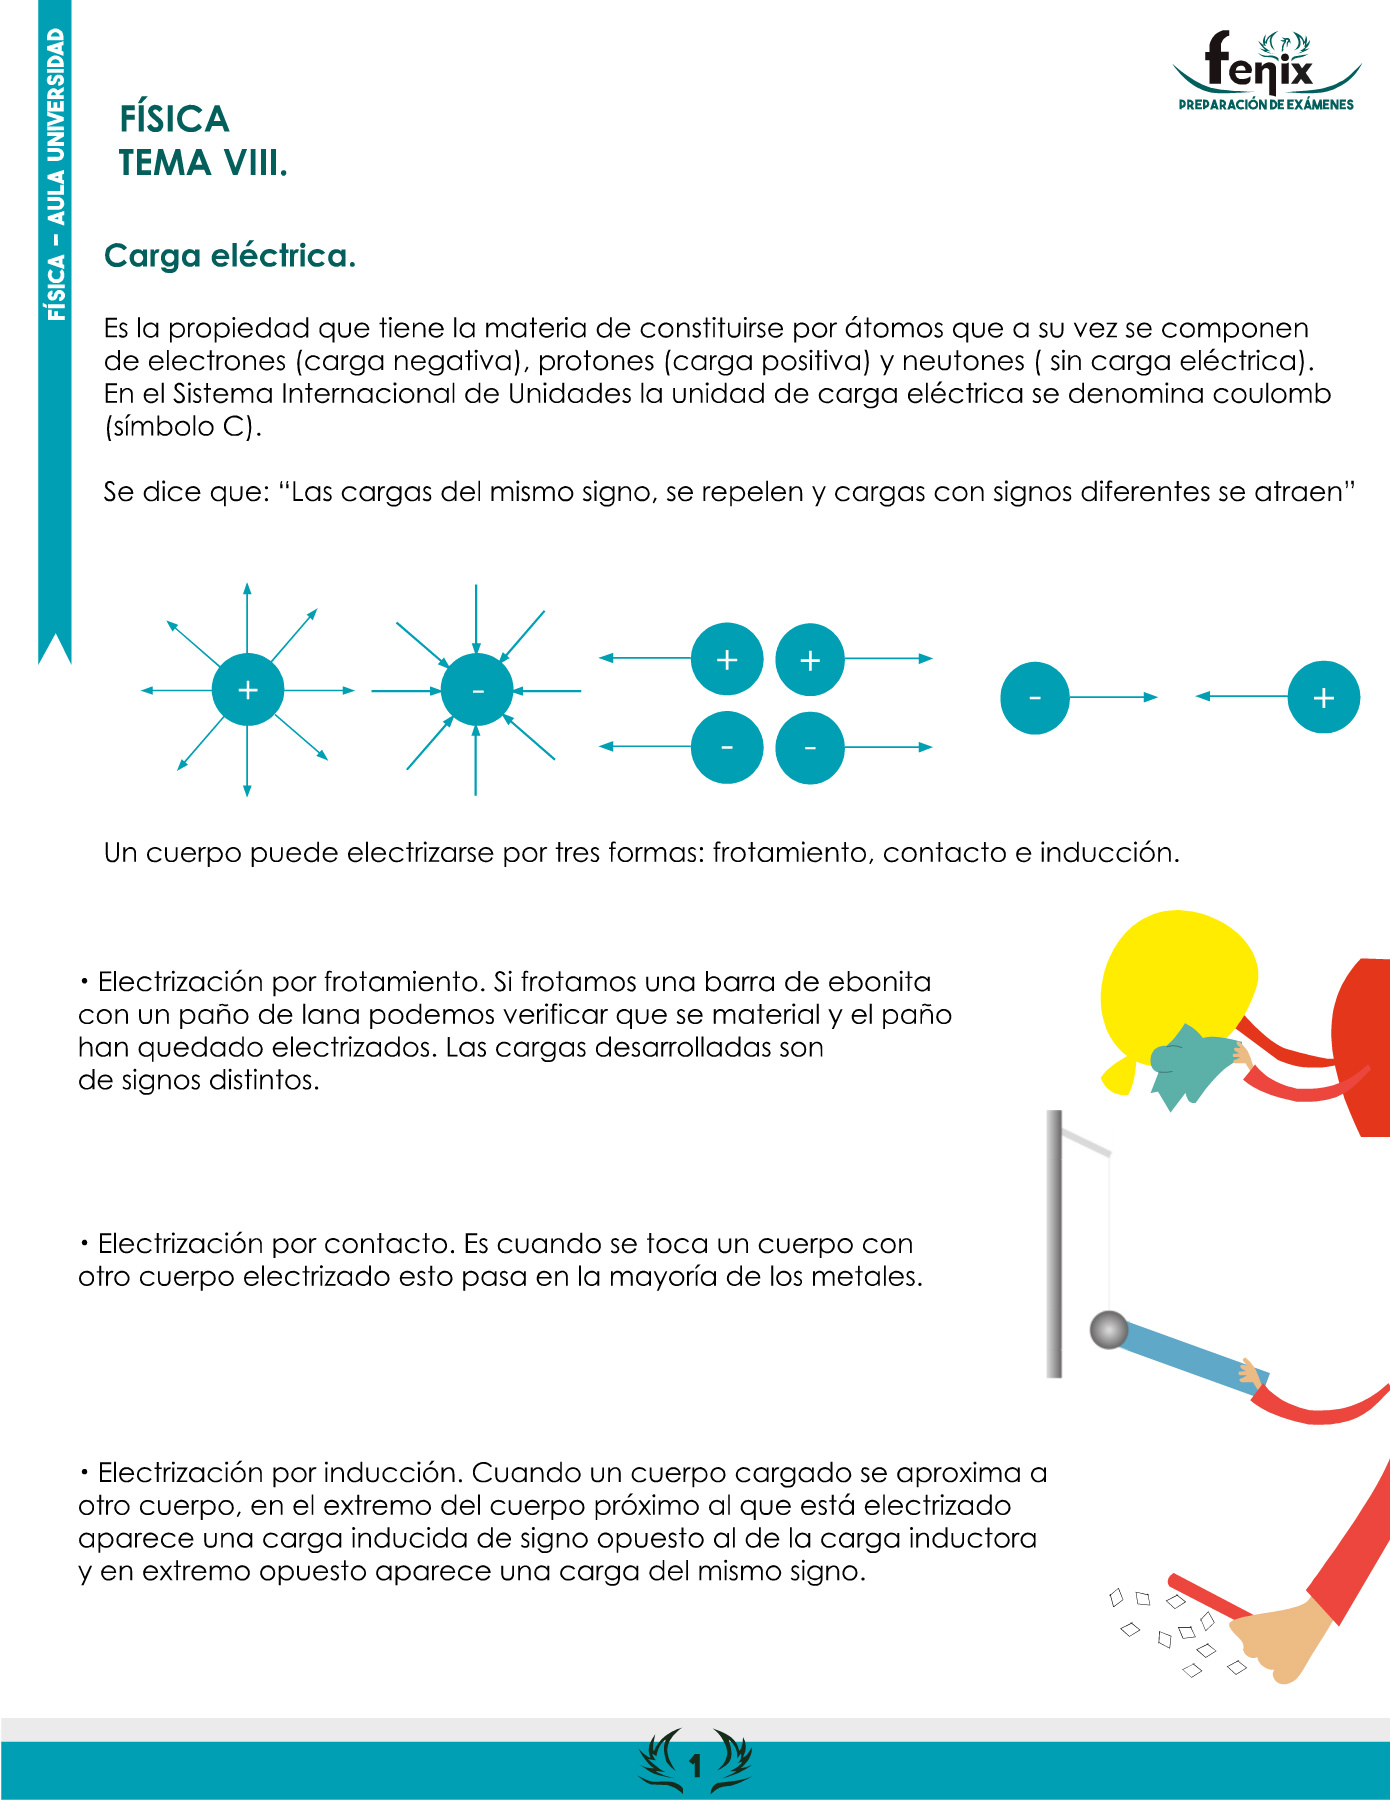 FÍSICA - AULA UNIVERSIDAD
fenix
PREPARACIÓN DE EXÁMENES
FÍSICA
TEMA VIII.
Carga eléctrica.
Es la propiedad que tiene la materia de constituirse por átomos que a su vez se componen
de electrones (carga negativa), protones (carga positiva) y neutones ( sin carga eléctrica).
En el Sistema Internacional de Unidades la unidad de carga eléctrica se denomina coulomb
(símbolo C).
Se dice que: “Las cargas del mismo signo, se repelen y cargas con signos diferentes se atraen”
+ - + + - +
- -
Un cuerpo puede electrizarse por tres formas: frotamiento, contacto e inducción.
• Electrización por frotamiento. Si frotamos una barra de ebonita
con un paño de lana podemos verificar que se material y el paño
han quedado electrizados. Las cargas desarrolladas son
de signos distintos.
• Electrización por contacto. Es cuando se toca un cuerpo con
otro cuerpo electrizado esto pasa en la mayoría de los metales.
• Electrización por inducción. Cuando un cuerpo cargado se aproxima a
otro cuerpo, en el extremo del cuerpo próximo al que está electrizado
aparece una carga inducida de signo opuesto al de la carga inductora
y en extremo opuesto aparece una carga del mismo signo.
1